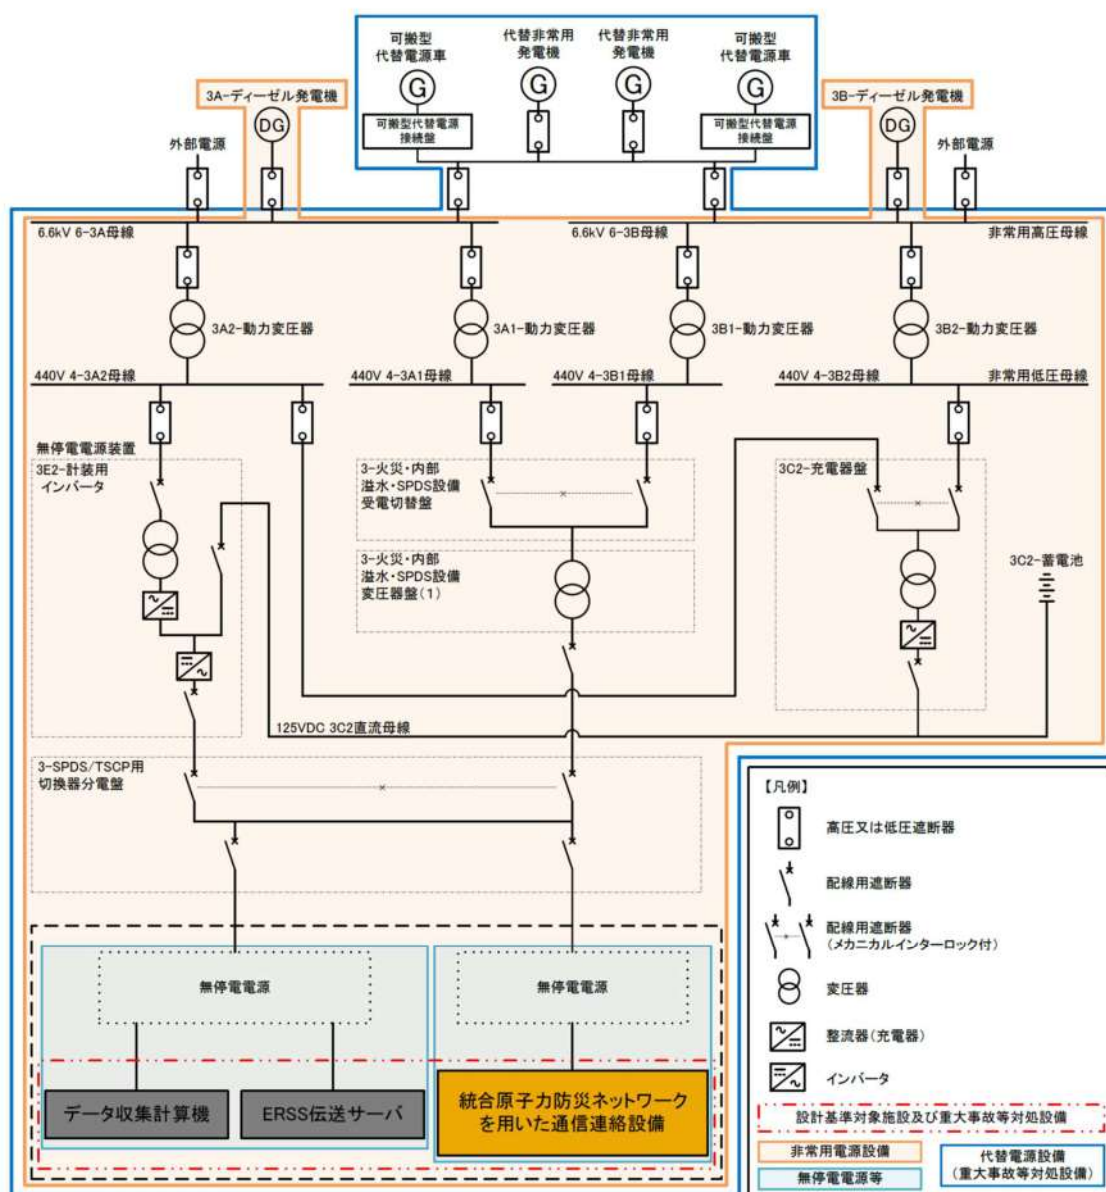 可搬型
代替電源車
代替非常用
発電機
代替非常用
発電機
可搬型
代替電源車
G
G
G
G
3A-ディーゼル発電機
3B-ディーゼル発電機
DG
DG
可搬型代替電源
接続盤
可搬型代替電源
接続盤
外部電源
外部電源
6.6kV 6-3A母線
6.6kV 6-3B母線
非常用高圧母線
3A2-動力変圧器
3A1-動力変圧器
3B1-動力変圧器
3B2-動力変圧器
440V 4-3A2母線
440V 4-3A1母線
440V 4-3B1母線
440V 4-3B2母線
非常用低圧母線
無停電電源装置
3E2-計装用
インバータ
3-火災・内部
溢水・SPDS設備
受電切替盤
3C2-充電器盤
3-火災・内部
溢水・SPDS設備
変圧器盤(1)
3C2-蓄電池
125VDC 3C2直流母線
3-SPDS/TSCP用
切換器分電盤
無停電電源
無停電電源
データ収集計算機
ERSS伝送サーバ
統合原子力防災ネットワーク
を用いた通信連絡設備
【凡例】
高圧又は低圧遮断器
配線用遮断器
配線用遮断器
(メカニカルインターロック付)
変圧器
整流器(充電器)
インバータ
設計基準対象施設及び重大事故等対処設備
非常用電源設備
無停電電源等
代替電源設備
(重大事故等対処設備)